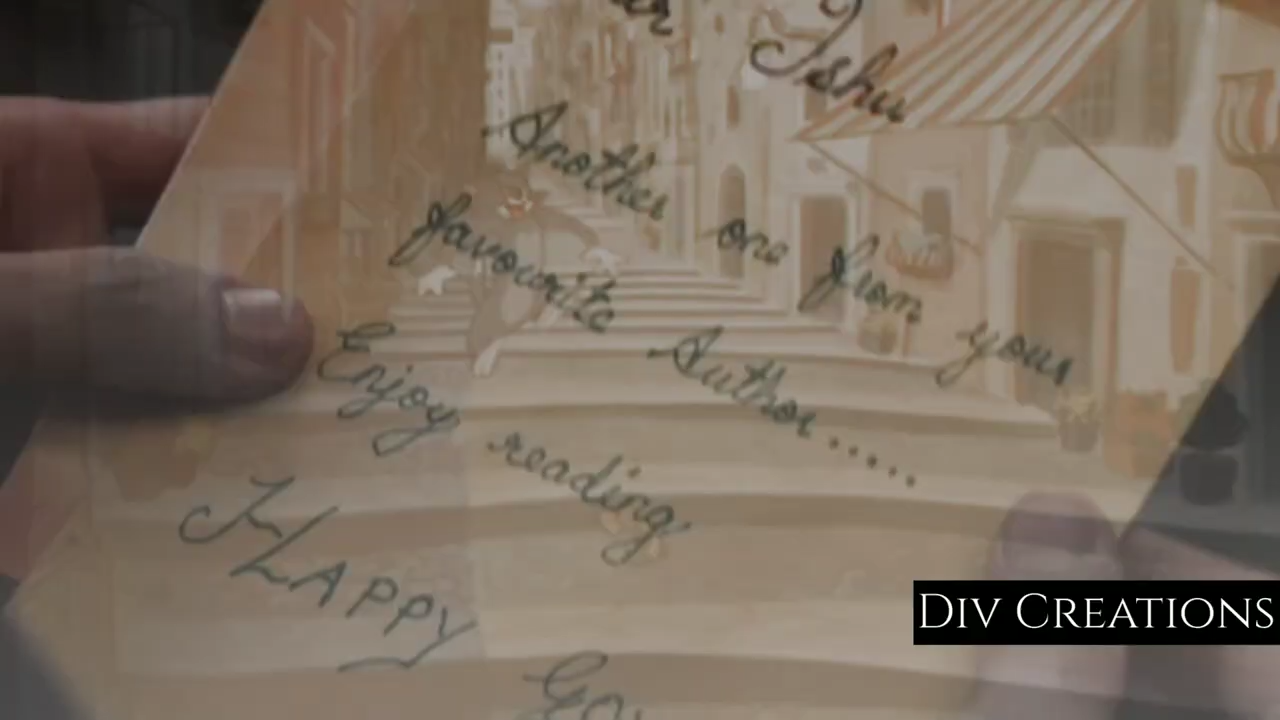 Ishu
Another one from your
favourite Author.....
Enjoy reading
HAPPY
DIV CREATIONS